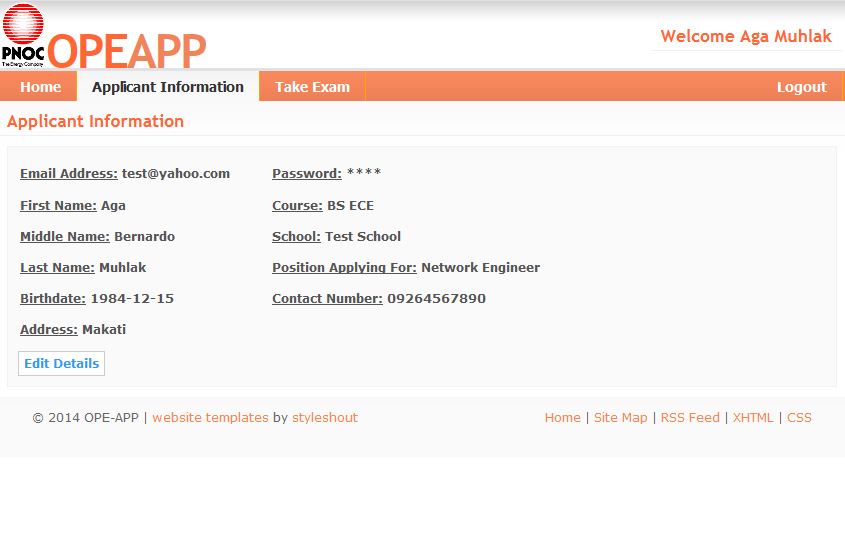 PNOC
The Energy Company
OPEAPP
Welcome Aga Muhlak
Home Applicant Information Take Exam Logout
Applicant Information
Email Address: test@yahoo.com Password: ****
First Name: Aga Course: BS ECE
Middle Name: Bernardo School: Test School
Last Name: Muhlak Position Applying For: Network Engineer
Birthdate: 1984-12-15 Contact Number: 09264567890
Address: Makati
Edit Details
© 2014 OPE-APP | website templates by styleshout Home | Site Map | RSS Feed | XHTML | CSS